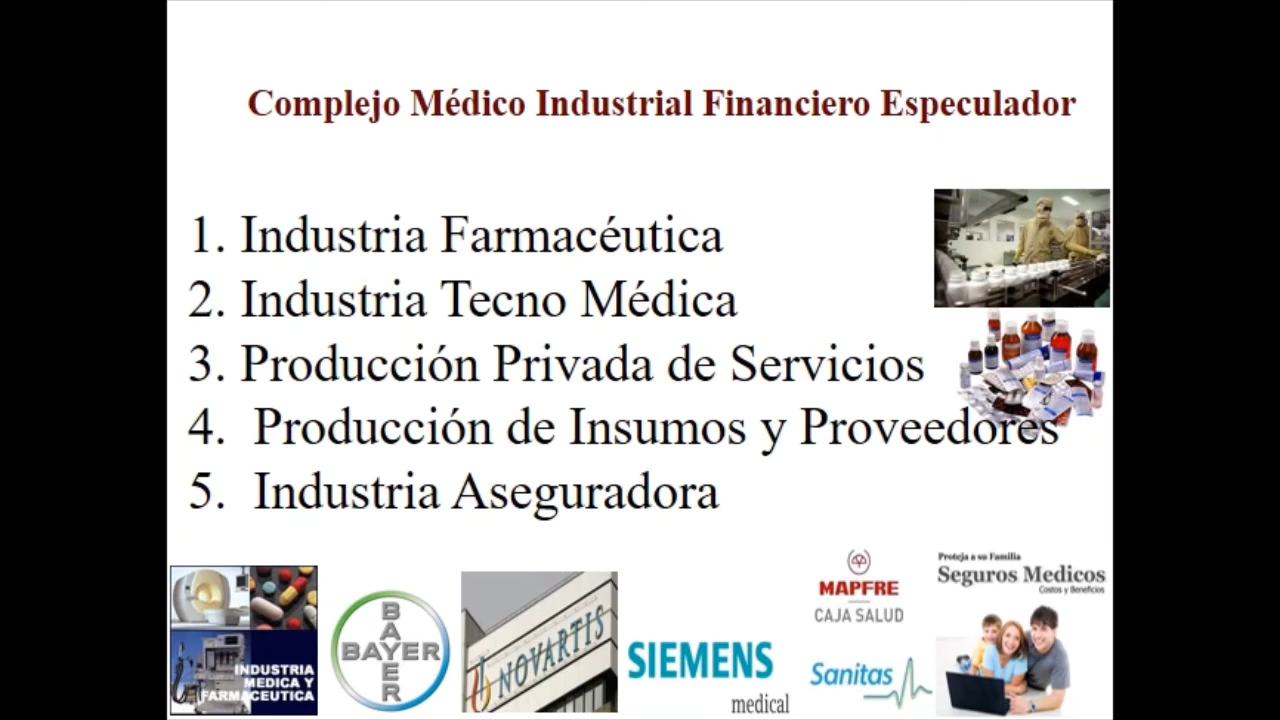 Complejo Médico Industrial Financiero Especulador
1. Industria Farmacéutica
2. Industria Tecno Médica
3. Producción Privada de Servicios
4. Producción de Insumos y Proveedores
5. Industria Aseguradora
INDUSTRIA
MEDICA Y
FARMACEUTICA
BAYER
BAYER
NOVARTIS
SIEMENS
medical
MAPFRE
CAJA SALUD
Sanitas
Proteja a su Familia
Seguros Medicos
Costos y Beneficios